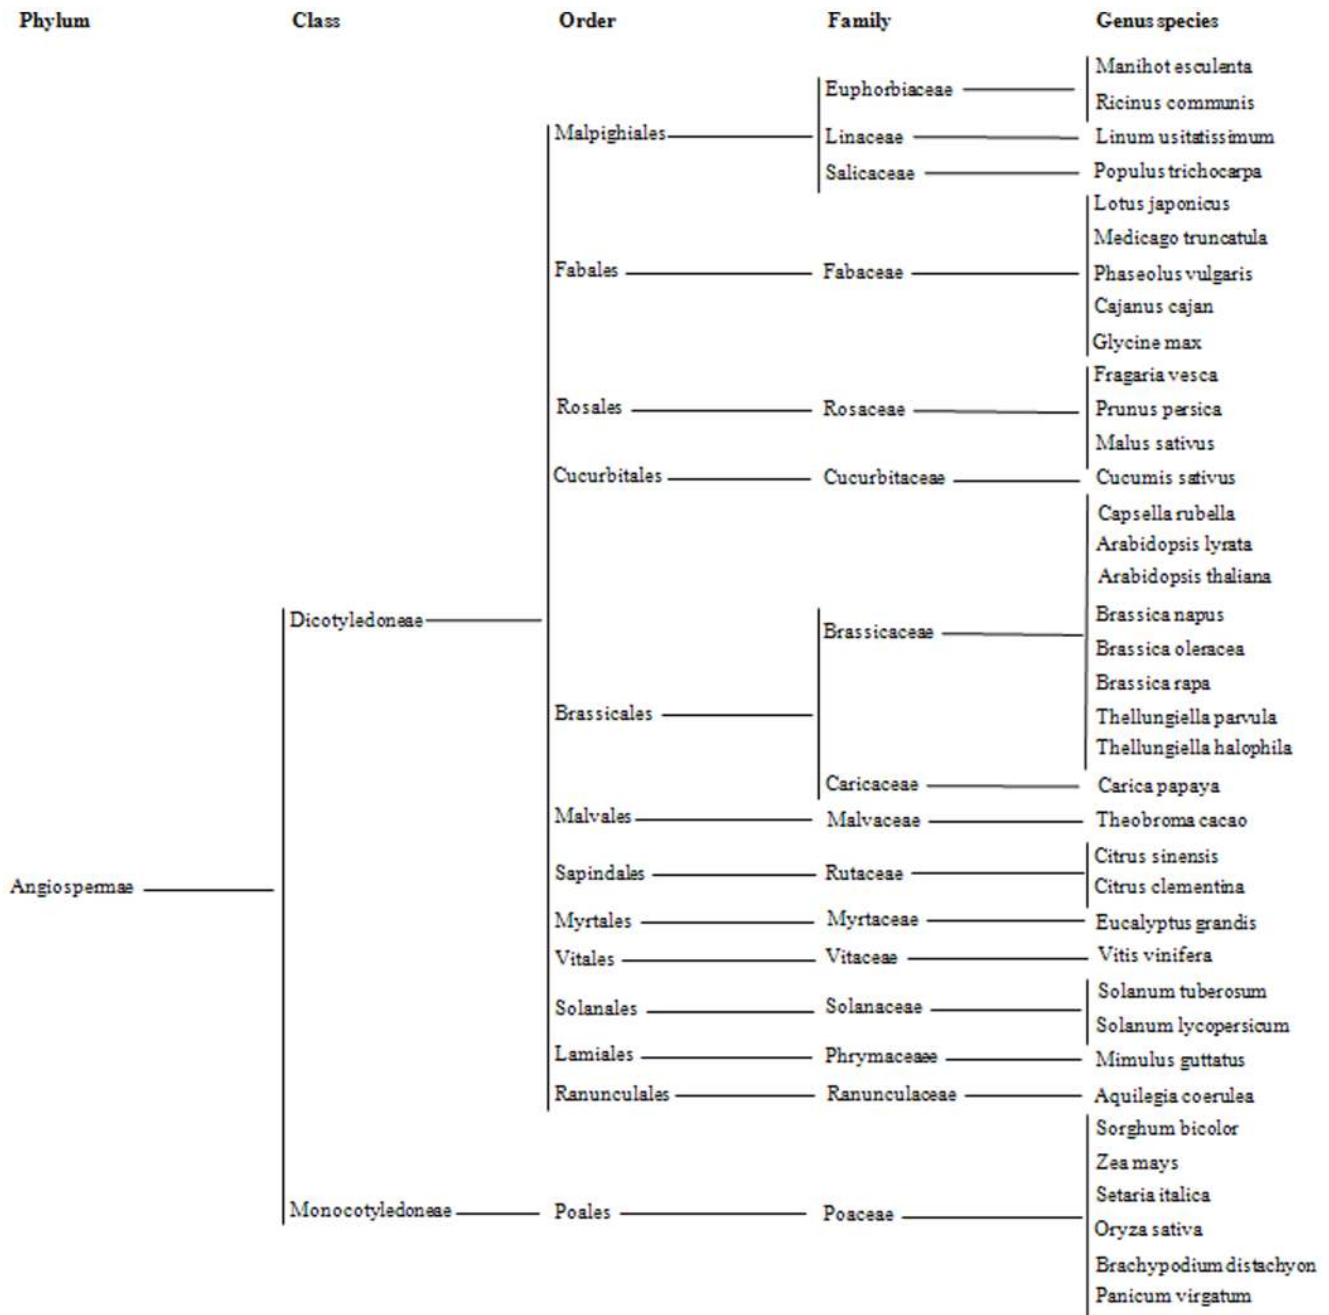 Phylum Class Order Family Genus species
Manihot esculenta
Euphorbiaceae
Ricinus communis
Malpighiales Linaceae Linum usitatissimum
Salicaceae Populus trichocarpa
Lotus japonicus
Medicago truncatula
Fabales Fabaceae Phaseolus vulgaris
Cajanus cajan
Glycine max
Fragaria vesca
Rosales Rosaceae Prunus persica
Malus sativus
Cucurbitales Cucurbitaceae Cucumis sativus
Capsella rubella
Arabidopsis lyrata
Arabidopsis thaliana
Brassica napus
Dicotyledoneae
Brassicaceae
Brassica oleracea
Brassica rapa
Brassicales Thellungiella parvula
Thellungiella halophila
Caricaceae Carica papaya
Malvales Malvaceae Theobroma cacao
Citrus sinensis
Sapindales Rutaceae
Angiospermae Citrus clementina
Myrtales Myrtaceae Eucalyptus grandis
Vitales Vitaceae Vitis vinifera
Solanum tuberosum
Solanales Solanaceae
Solanum lycopersicum
Lamiales Phrymaceaee Mimulus guttatus
Ranunculales Ranunculaceae Aquilegia coerulea
Sorghum bicolor
Zea mays
Setaria italica
Monocotyledoneae Poales Poaceae
Oryza sativa
Brachypodium distachyon
Panicum virgatum